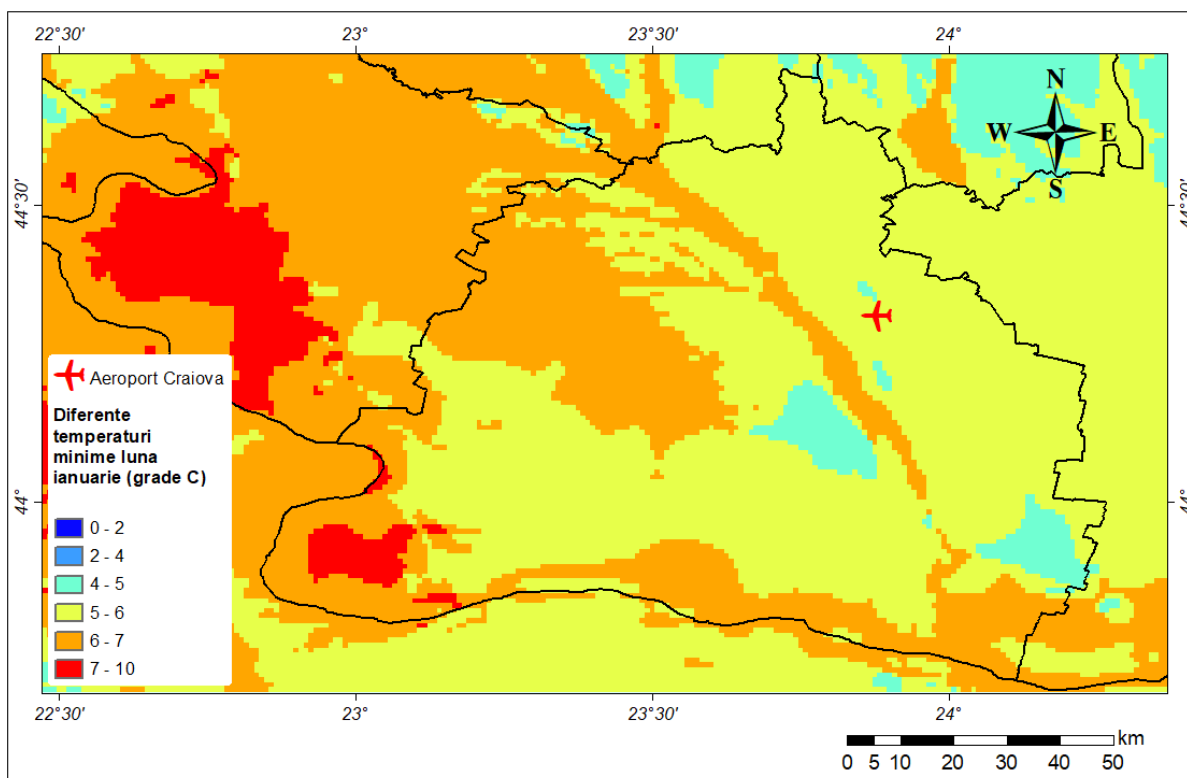 22°30' 23° 23°30' 24°
N
W E
S
44°30' 44°30'
Aeroport Craiova
Diferente
temperaturi
minime luna
ianuarie (grade C)
44° 44°
0 - 2
2 - 4
4 - 5
5 - 6
6 - 7
7 - 10
22°30' 23° 23°30' 24°
km
0 5 10 20 30 40 50